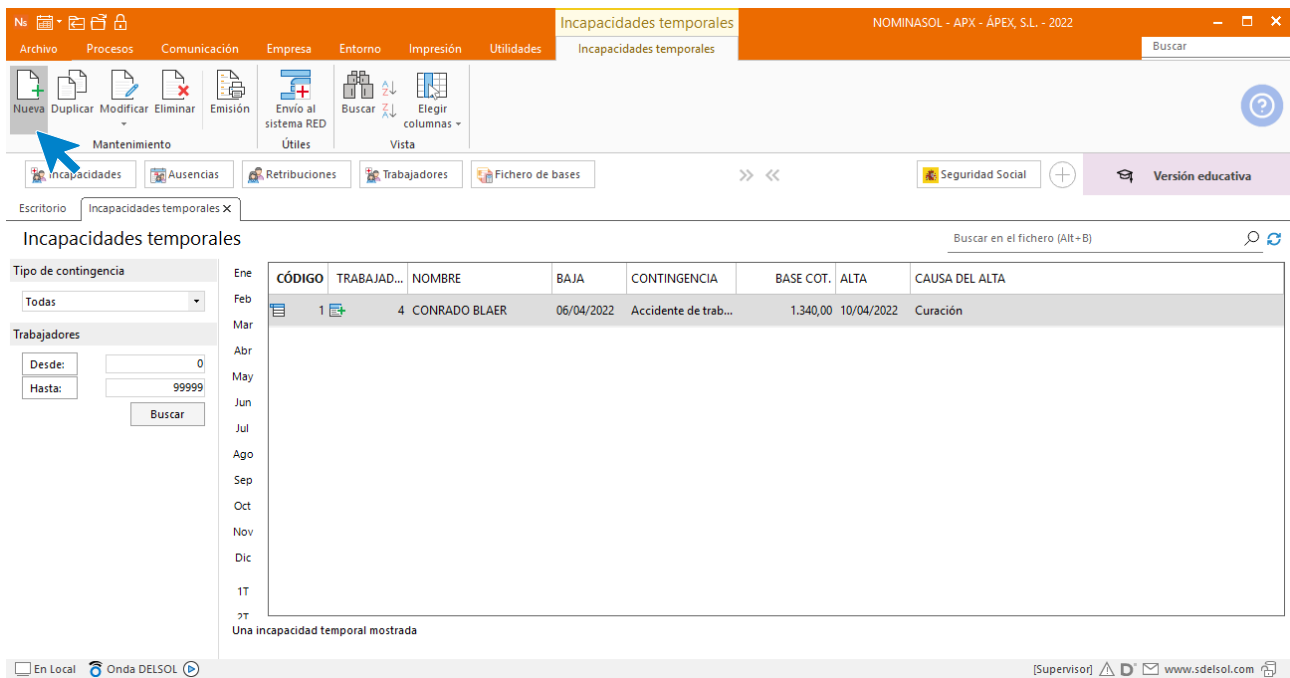 Ns Incapacidades temporales NOMINASOL - APX - ÁPEX, S.L. - 2022
Archivo Procesos Comunicación Empresa Entorno Impresión Utilidades Incapacidades temporales Buscar
Nueva Duplicar Modificar Eliminar Emisión Envío al sistema RED Buscar Elegir columnas
Mantenimiento Útiles Vista
Incapacidades Ausencias Retribuciones Trabajadores Fichero de bases Seguridad Social Versión educativa
Escritorio Incapacidades temporales X
Incapacidades temporales Buscar en el fichero (Alt+B)
Tipo de contingencia
Todas
Trabajadores
Desde: 0
Hasta: 99999
Buscar
Ene
Feb
Mar
Abr
May
Jun
Jul
Ago
Sep
Oct
Nov
Dic
1T
2T
CÓDIGO TRABAJAD... NOMBRE BAJA CONTINGENCIA BASE COT. ALTA CAUSA DEL ALTA
1 4 CONRADO BLAER 06/04/2022 Accidente de trab... 1.340,00 10/04/2022 Curación
Una incapacidad temporal mostrada
En Local Onda DELSOL [Supervisor] D www.sdelsol.com